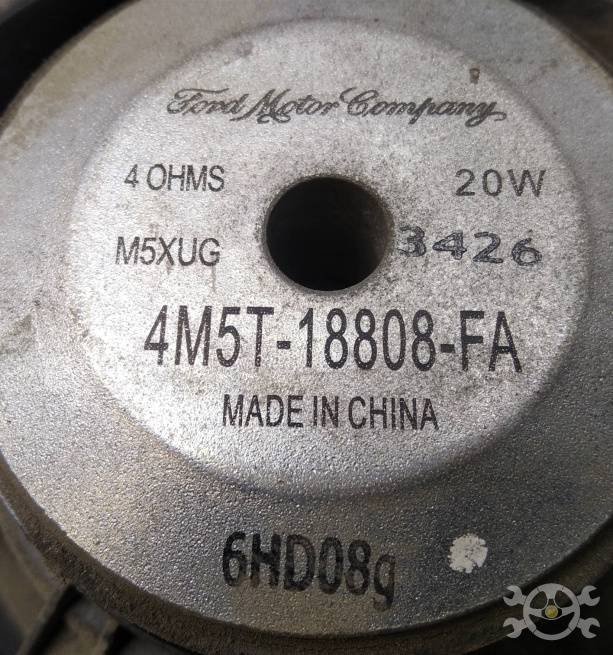 Ford Motor Company
4 OHMS 20W
M5XUG 3426
4M5T-18808-FA
MADE IN CHINA
6HD08g